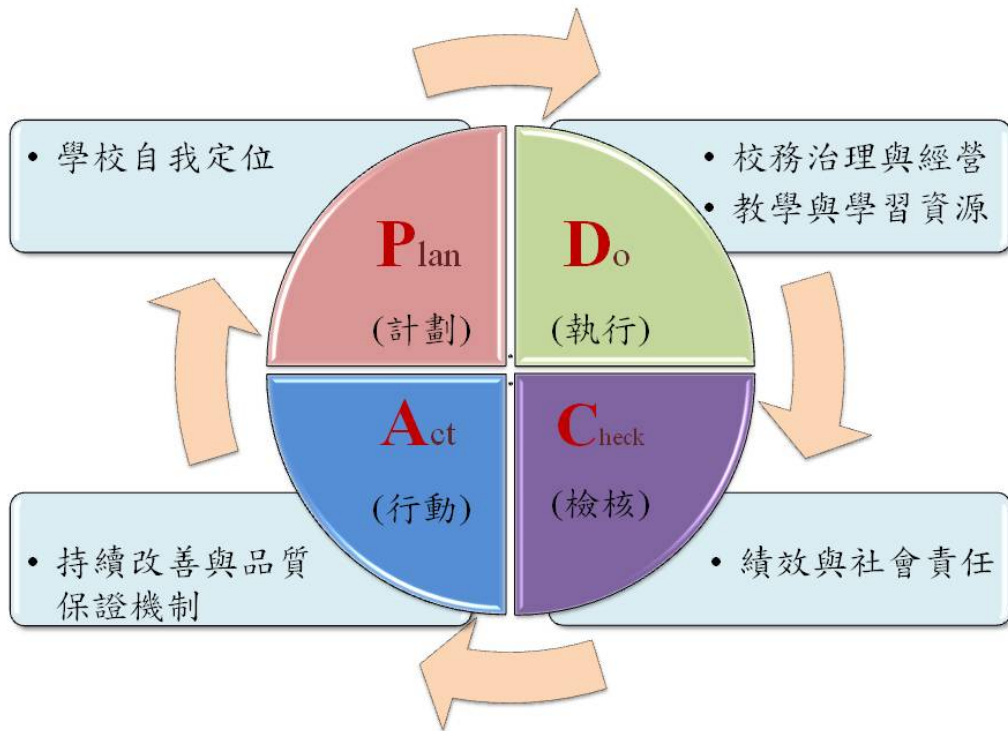 • 學校自我定位
• 校務治理與經營
• 教學與學習資源
Plan
(計劃)
Do
(執行)
Act
(行動)
Check
(檢核)
• 持續改善與品質
保證機制
• 績效與社會責任